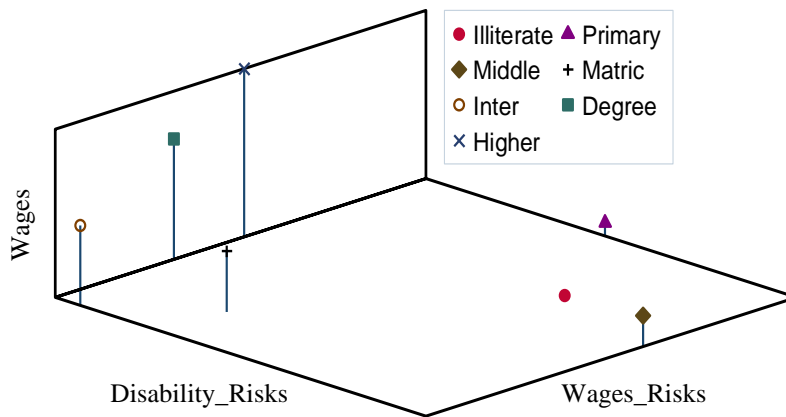 Illiterate Primary
Middle Matric
Inter Degree
Higher
Wages
Disability_Risks Wages_Risks